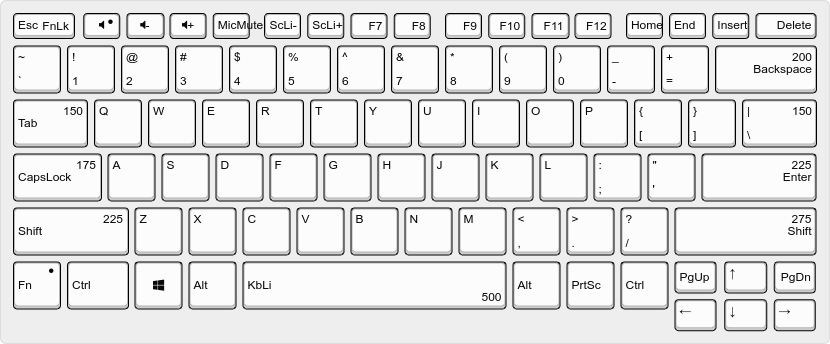 Esc FnLk - + MicMute ScLi- ScLi+ F7 F8 F9 F10 F11 F12 Home End Insert Delete
~ ! @ # $ % ^ & * ( ) _ + 200
` 1 2 3 4 5 6 7 8 9 0 - = Backspace
150 Q W E R T Y U I O P { } | 150
Tab [ ] \
175 A S D F G H J K L : " 225
CapsLock ; ' Enter
225 Z X C V B N M < > ? 275
Shift , . / Shift
Fn Ctrl Alt KbLi 500 Alt PrtSc Ctrl PgUp ↑ PgDn
← ↓ →